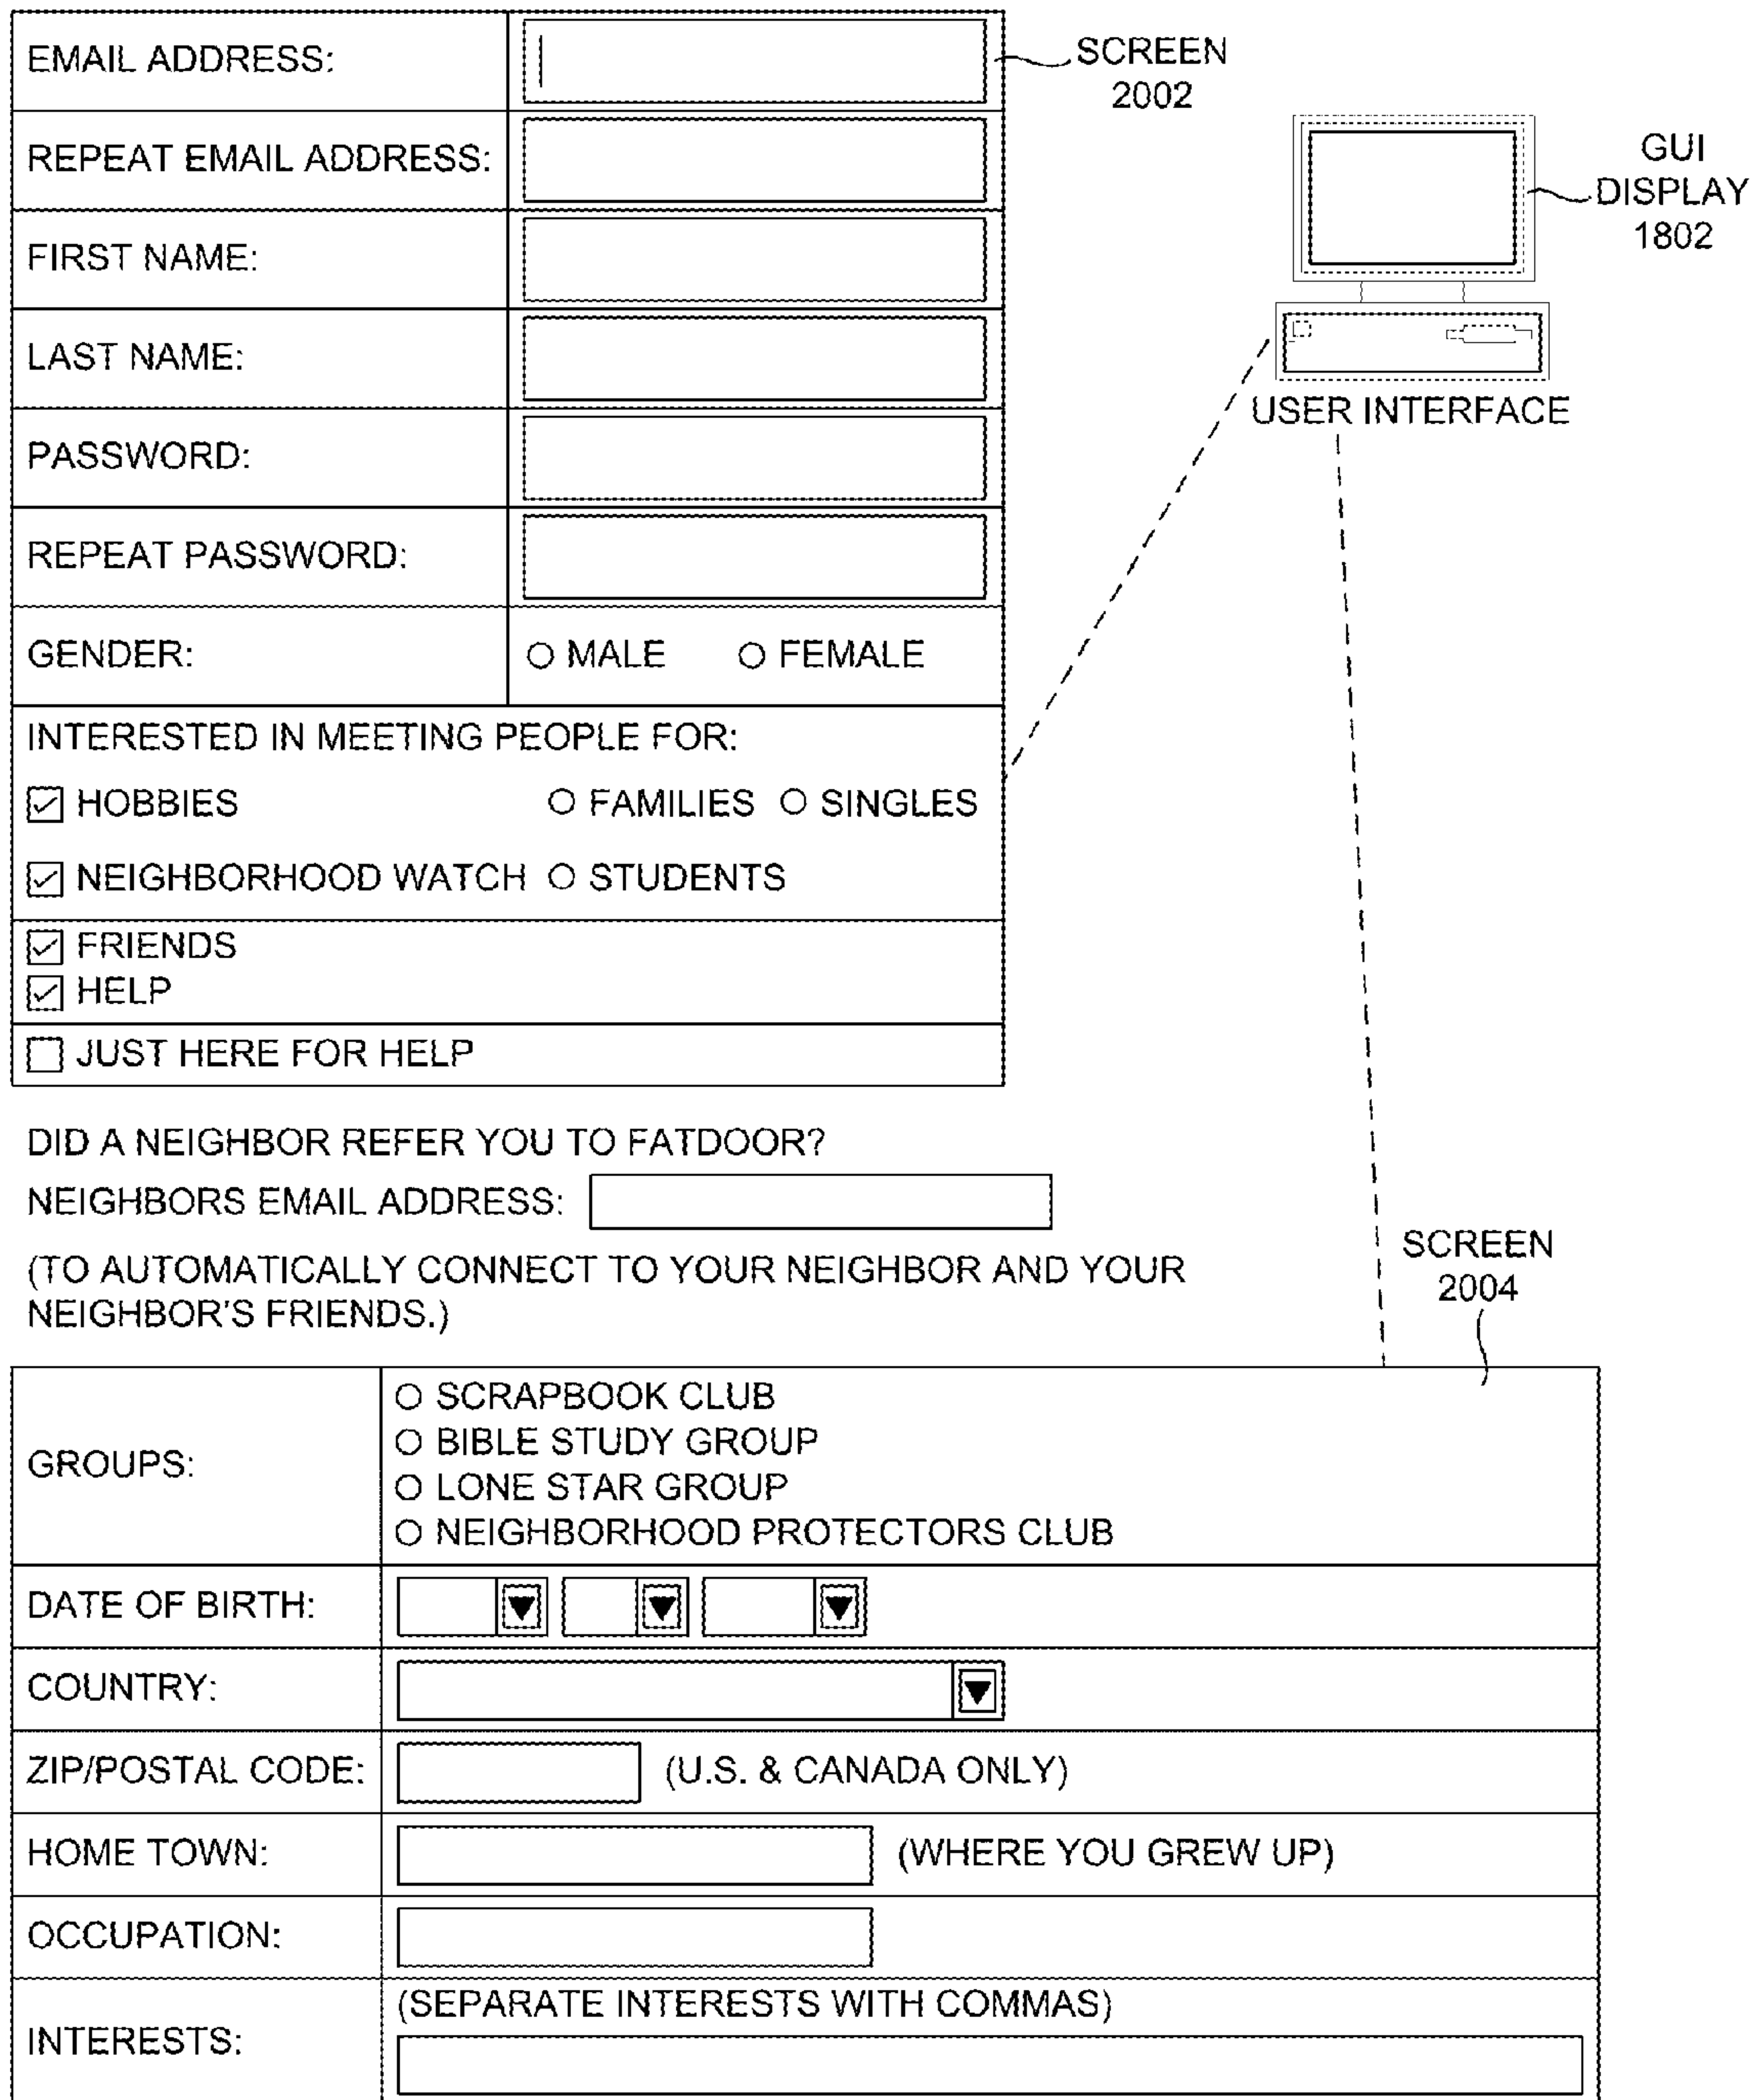 EMAIL ADDRESS:
SCREEN
2002
REPEAT EMAIL ADDRESS:
GUI
DISPLAY
1802
FIRST NAME:
LAST NAME:
USER INTERFACE
PASSWORD:
REPEAT PASSWORD:
GENDER: MALE FEMALE
INTERESTED IN MEETING PEOPLE FOR:
HOBBIES FAMILIES SINGLES
NEIGHBORHOOD WATCH STUDENTS
FRIENDS
HELP
JUST HERE FOR HELP
DID A NEIGHBOR REFER YOU TO FATDOOR?
NEIGHBORS EMAIL ADDRESS:
(TO AUTOMATICALLY CONNECT TO YOUR NEIGHBOR AND YOUR
NEIGHBOR'S FRIENDS.)
SCREEN
2004
GROUPS:
SCRAPBOOK CLUB
BIBLE STUDY GROUP
LONE STAR GROUP
NEIGHBORHOOD PROTECTORS CLUB
DATE OF BIRTH:
COUNTRY:
ZIP/POSTAL CODE: (U.S. & CANADA ONLY)
HOME TOWN: (WHERE YOU GREW UP)
OCCUPATION:
INTERESTS:
(SEPARATE INTERESTS WITH COMMAS)